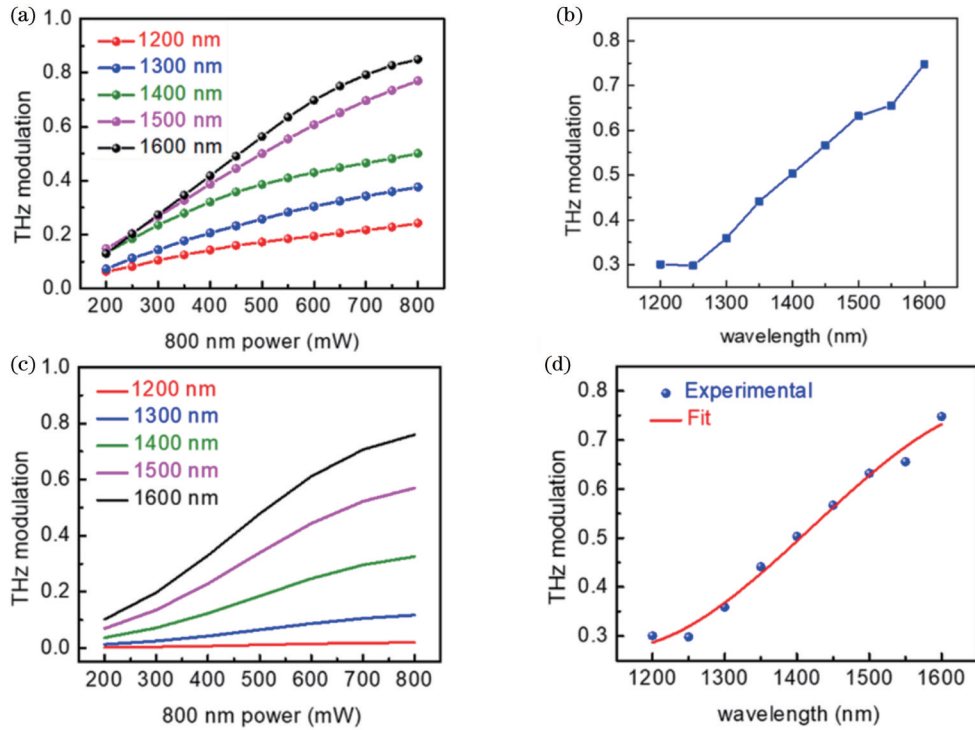 (a)
1.0
0.8
0.6
0.4
0.2
0.0
THz modulation
1200 nm
1300 nm
1400 nm
1500 nm
1600 nm
200 300 400 500 600 700 800
800 nm power (mW)
(b)
0.8
0.7
0.6
0.5
0.4
0.3
THz modulation
1200 1300 1400 1500 1600
wavelength (nm)
(c)
1.0
0.8
0.6
0.4
0.2
0.0
THz modulation
1200 nm
1300 nm
1400 nm
1500 nm
1600 nm
200 300 400 500 600 700 800
800 nm power (mW)
(d)
0.8
0.7
0.6
0.5
0.4
0.3
THz modulation
Experimental
Fit
1200 1300 1400 1500 1600
wavelength (nm)